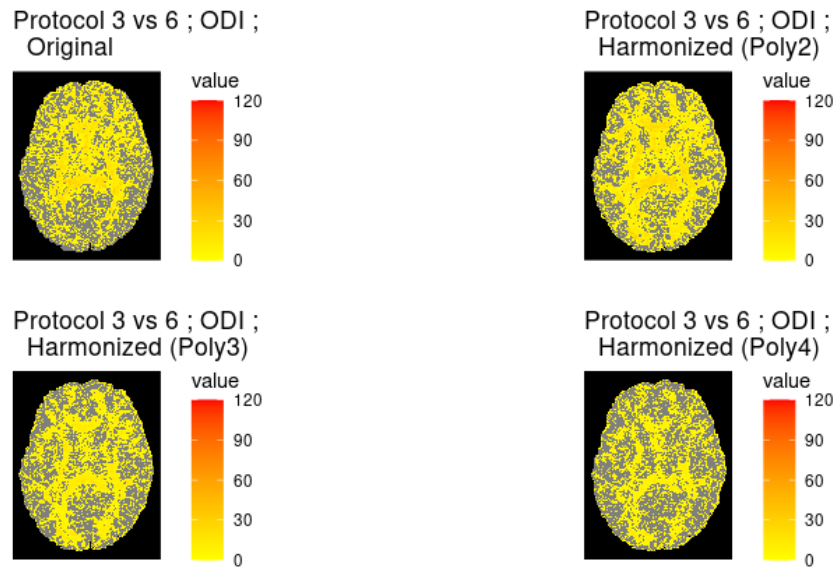 Protocol 3 vs 6 ; ODI ;
Original
value
120
90
60
30
0
Protocol 3 vs 6 ; ODI ;
Harmonized (Poly2)
value
120
90
60
30
0
Protocol 3 vs 6 ; ODI ;
Harmonized (Poly3)
value
120
90
60
30
0
Protocol 3 vs 6 ; ODI ;
Harmonized (Poly4)
value
120
90
60
30
0